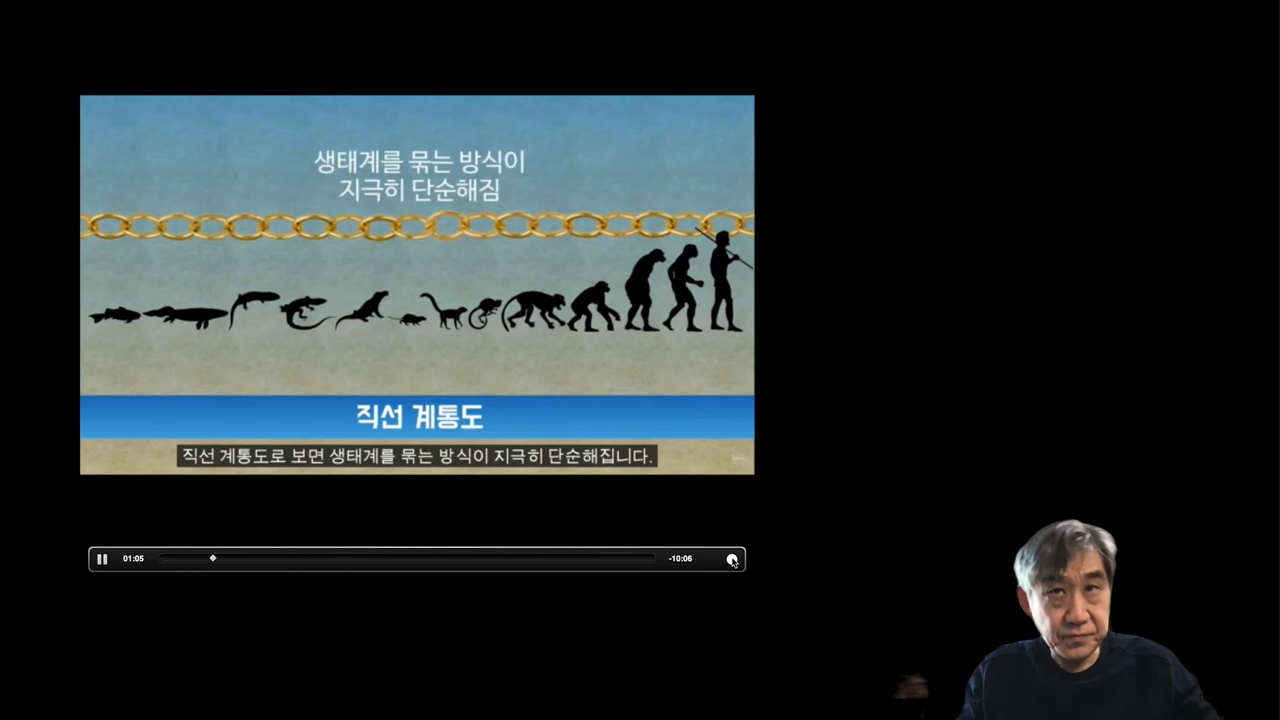 생태계를 묶는 방식이
지극히 단순해짐
직선 계통도
직선 계통도로 보면 생태계를 묶는 방식이 지극히 단순해집니다.
01:05
-10:06